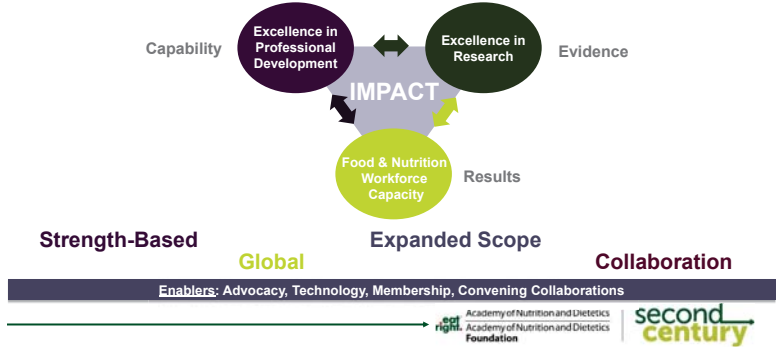 Excellence in
Professional
Development
Capability
Excellence in
Research
Evidence
IMPACT
Food & Nutrition
Workforce
Capacity
Results
Strength-Based
Expanded Scope
Global
Collaboration
Enablers: Advocacy, Technology, Membership, Convening Collaborations
eat
right.
Academy of Nutrition and Dietetics
Academy of Nutrition and Dietetics
Foundation
second
century